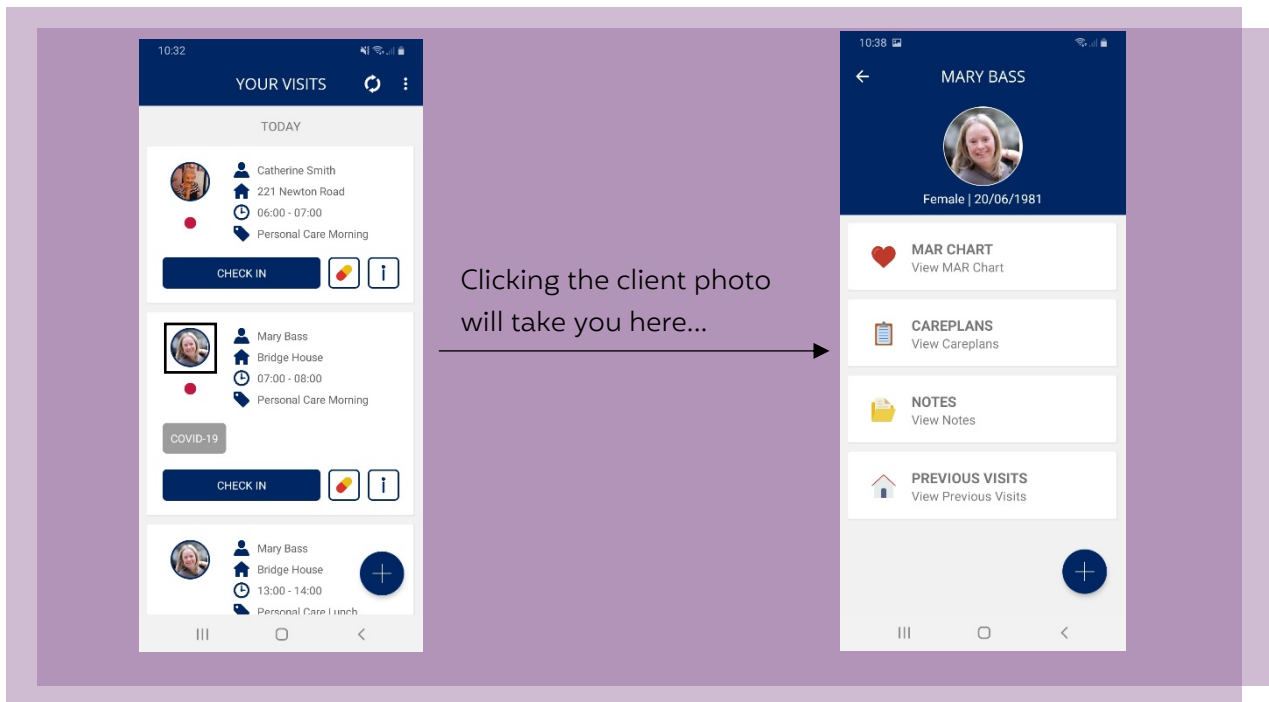 10:32
YOUR VISITS
TODAY
Catherine Smith
221 Newton Road
06:00 - 07:00
Personal Care Morning
CHECK IN
i
Mary Bass
Bridge House
07:00 - 08:00
Personal Care Morning
COVID-19
CHECK IN
i
Mary Bass
Bridge House
13:00 - 14:00
Personal Care Lunch
Clicking the client photo
will take you here...
10:38
MARY BASS
Female | 20/06/1981
MAR CHART
View MAR Chart
CAREPLANS
View Careplans
NOTES
View Notes
PREVIOUS VISITS
View Previous Visits